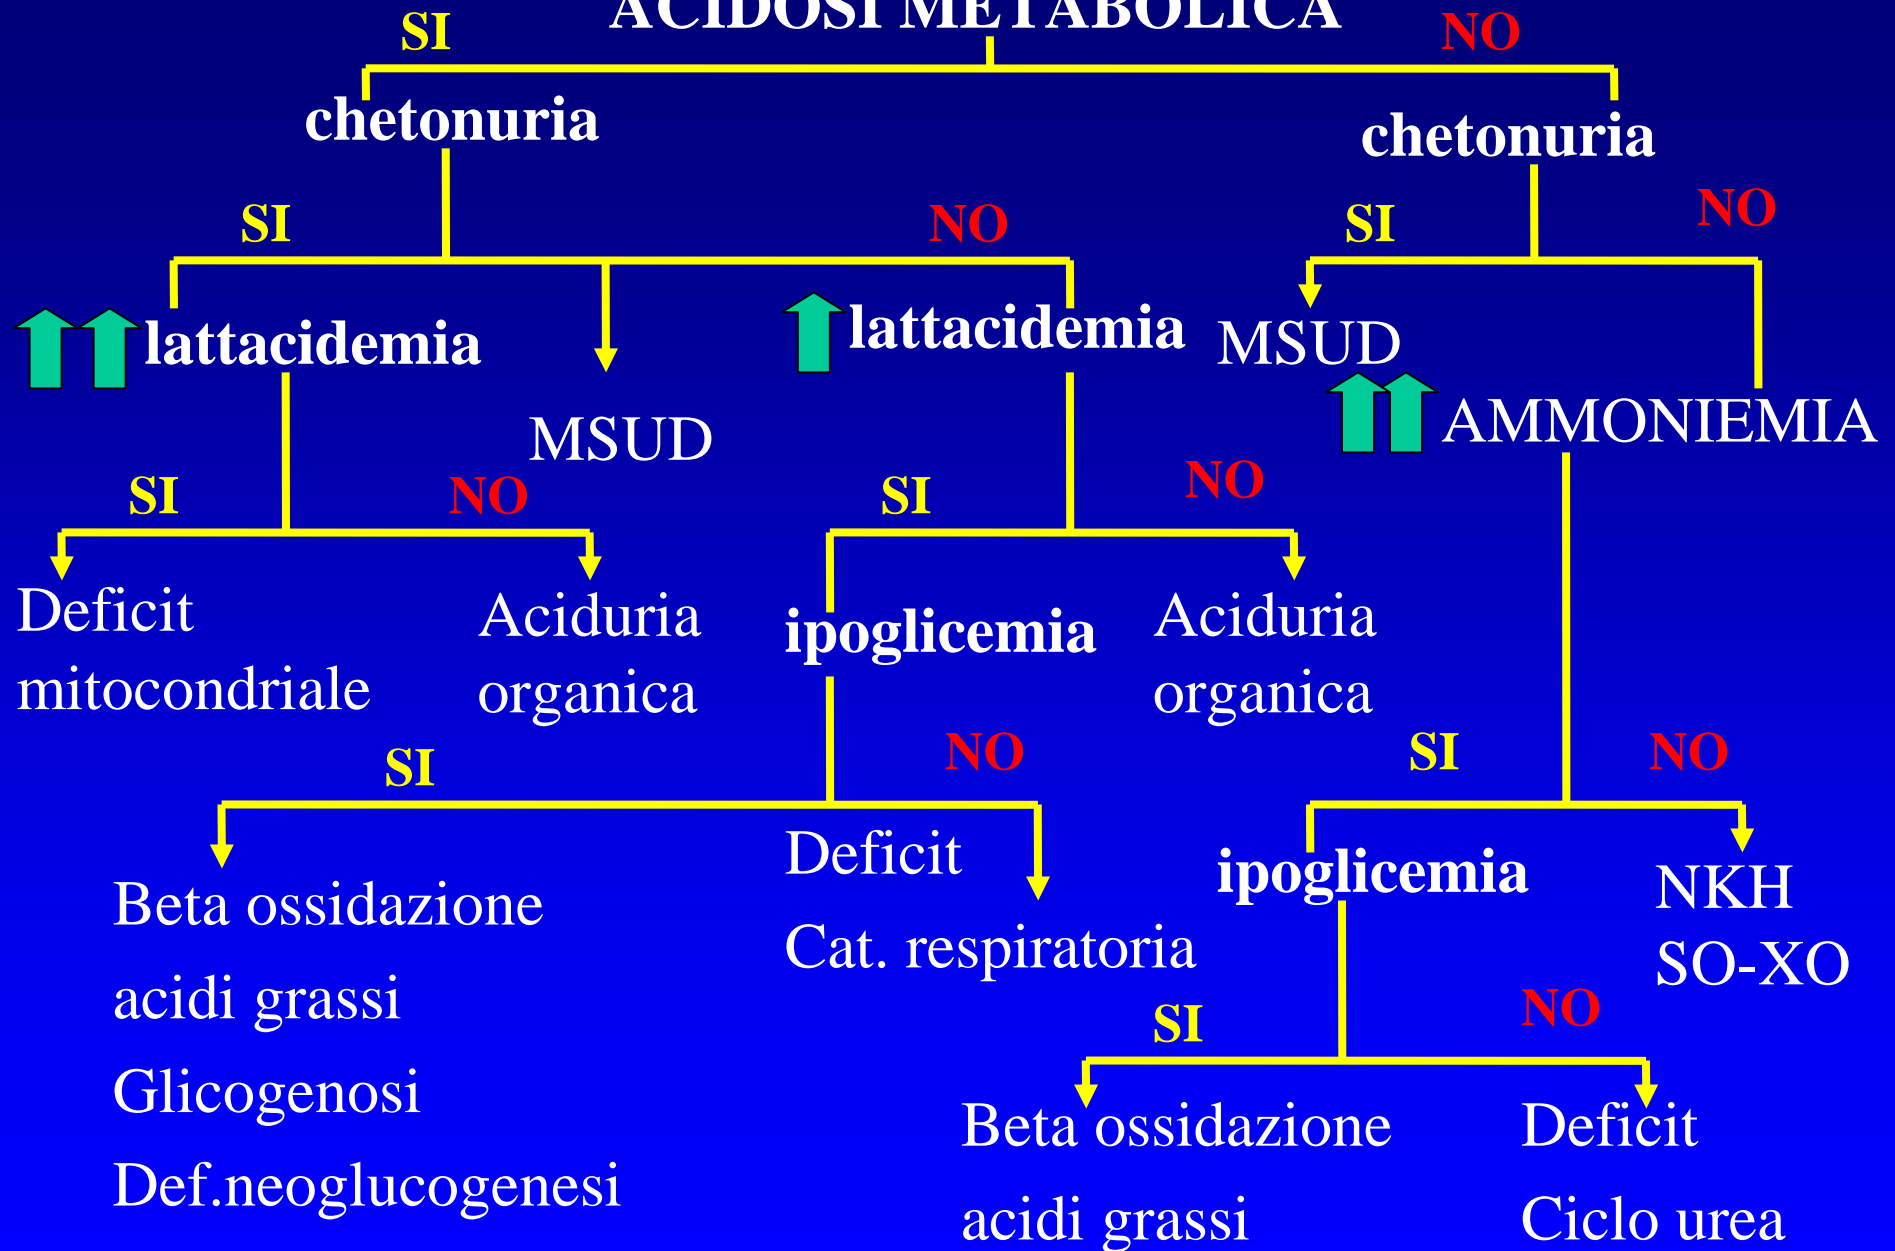 ACIDOSI METABOLICA
SI
NO
chetonuria
chetonuria
SI
NO
SI
NO
lattacidemia
lattacidemia
MSUD
MSUD
AMMONIEMIA
SI
NO
SI
NO
Deficit
mitocondriale
Aciduria
organica
ipoglicemia
Aciduria
organica
SI
NO
SI
NO
Beta ossidazione
acidi grassi
Glicogenosi
Def.neoglucogenesi
Deficit
Cat. respiratoria
ipoglicemia
NKH
SO-XO
SI
NO
Beta ossidazione
acidi grassi
Deficit
Ciclo urea